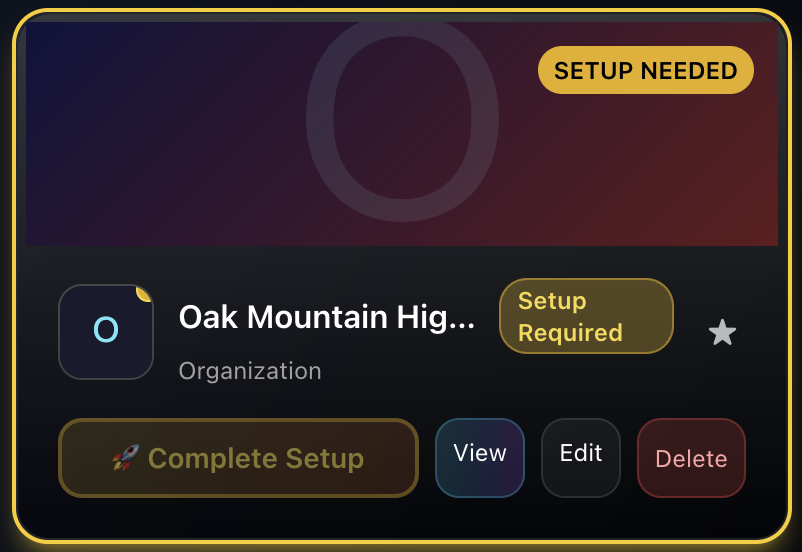 O
SETUP NEEDED
O
Oak Mountain Hig...
Setup
Required
Organization
🚀 Complete Setup
View
Edit
Delete